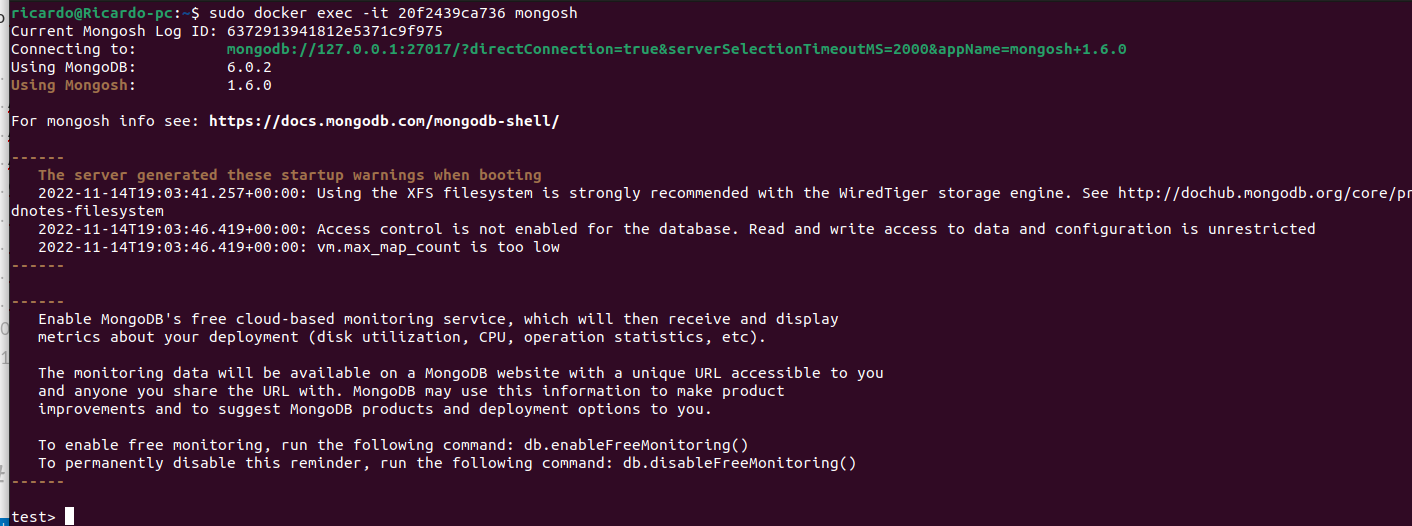 ricardo@Ricardo-pc:~$ sudo docker exec -it 20f2439ca736 mongosh
Current Mongosh Log ID: 6372913941812e5371c9f975
Connecting to:          mongodb://127.0.0.1:27017/?directConnection=true&serverSelectionTimeoutMS=2000&appName=mongosh+1.6.0
Using MongoDB:          6.0.2
Using Mongosh:          1.6.0

For mongosh info see: https://docs.mongodb.com/mongodb-shell/

------
   The server generated these startup warnings when booting
   2022-11-14T19:03:41.257+00:00: Using the XFS filesystem is strongly recommended with the WiredTiger storage engine. See http://dochub.mongodb.org/core/pr
dnotes-filesystem
   2022-11-14T19:03:46.419+00:00: Access control is not enabled for the database. Read and write access to data and configuration is unrestricted
   2022-11-14T19:03:46.419+00:00: vm.max_map_count is too low
------

------
   Enable MongoDB's free cloud-based monitoring service, which will then receive and display
   metrics about your deployment (disk utilization, CPU, operation statistics, etc).

   The monitoring data will be available on a MongoDB website with a unique URL accessible to you
   and anyone you share the URL with. MongoDB may use this information to make product
   improvements and to suggest MongoDB products and deployment options to you.

   To enable free monitoring, run the following command: db.enableFreeMonitoring()
   To permanently disable this reminder, run the following command: db.disableFreeMonitoring()
------

test>